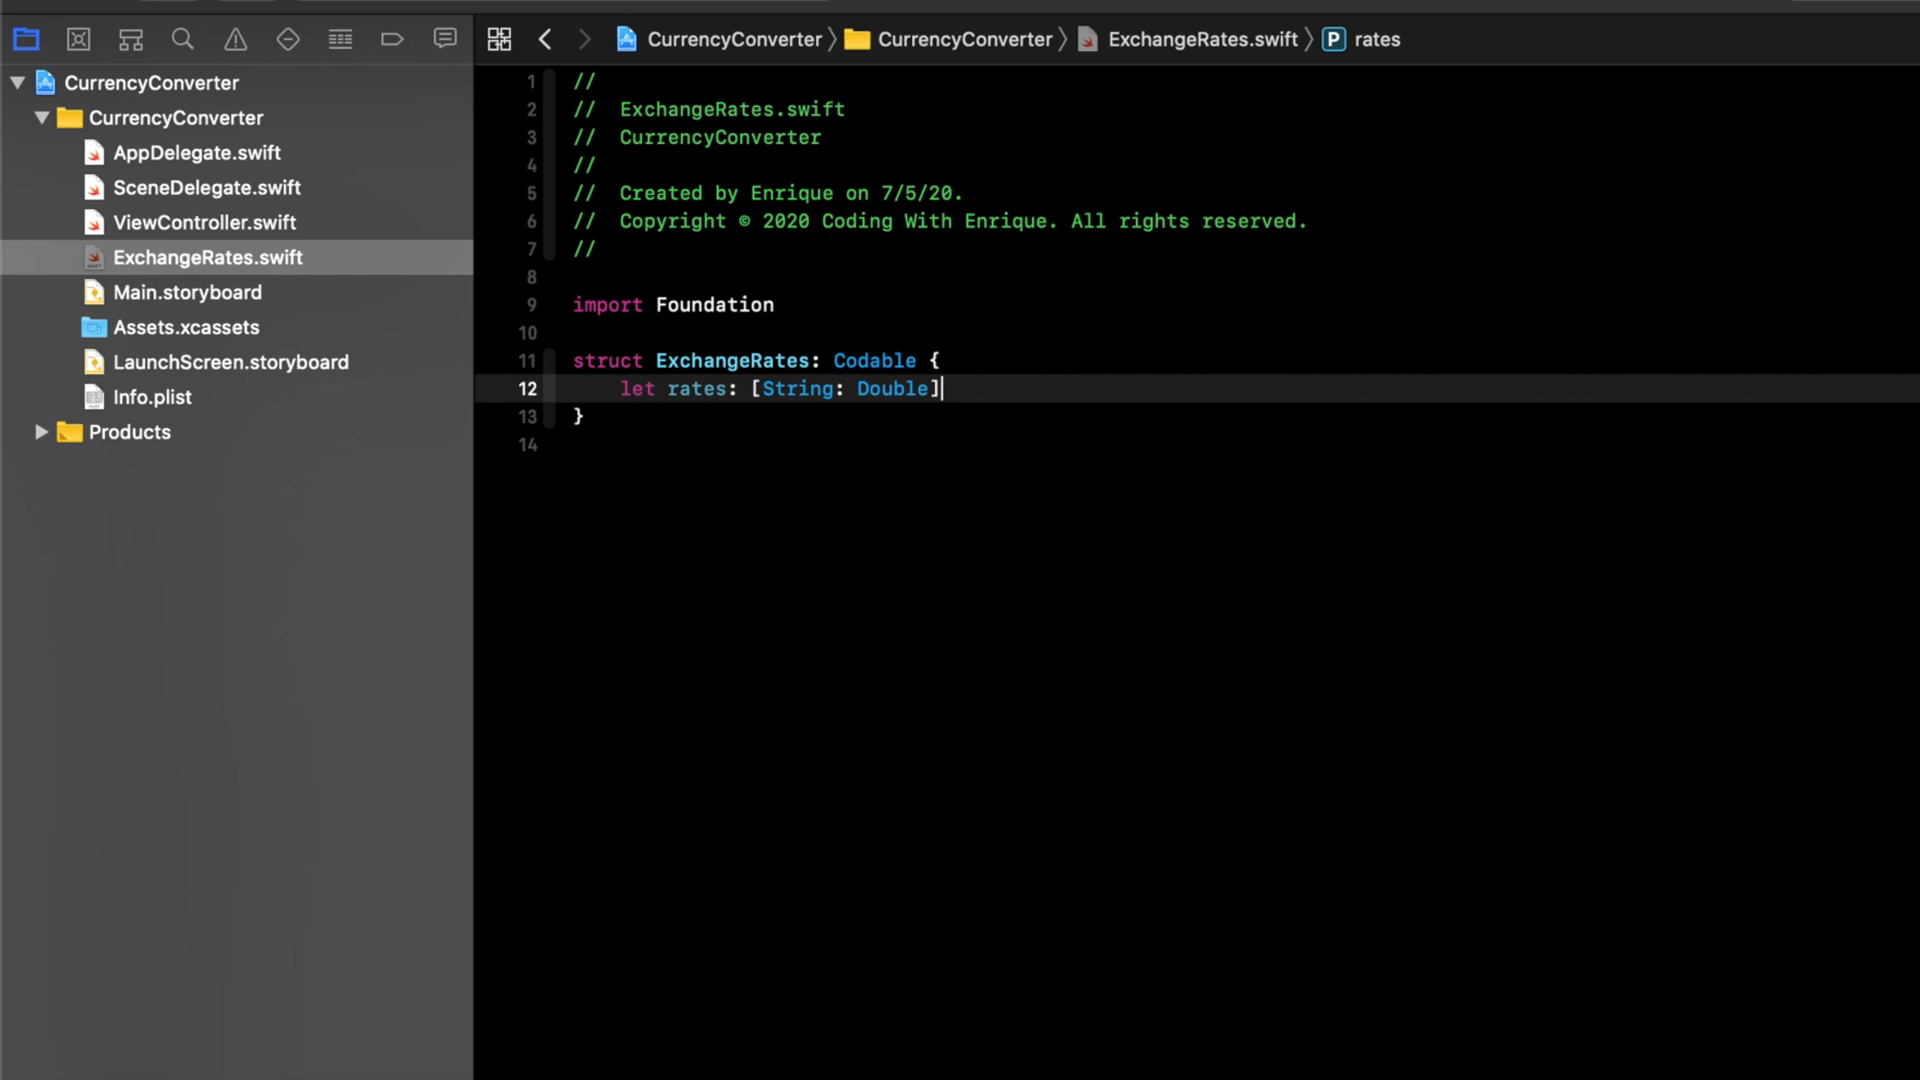 CurrencyConverter
CurrencyConverter
AppDelegate.swift
SceneDelegate.swift
ViewController.swift
ExchangeRates.swift
Main.storyboard
Assets.xcassets
LaunchScreen.storyboard
Info.plist
Products
CurrencyConverter 〉 CurrencyConverter 〉 ExchangeRates.swift 〉 P rates
1 //
2 //  ExchangeRates.swift
3 //  CurrencyConverter
4 //
5 //  Created by Enrique on 7/5/20.
6 //  Copyright © 2020 Coding With Enrique. All rights reserved.
7 //
8
9 import Foundation
10
11 struct ExchangeRates: Codable {
12     let rates: [String: Double]
13 }
14